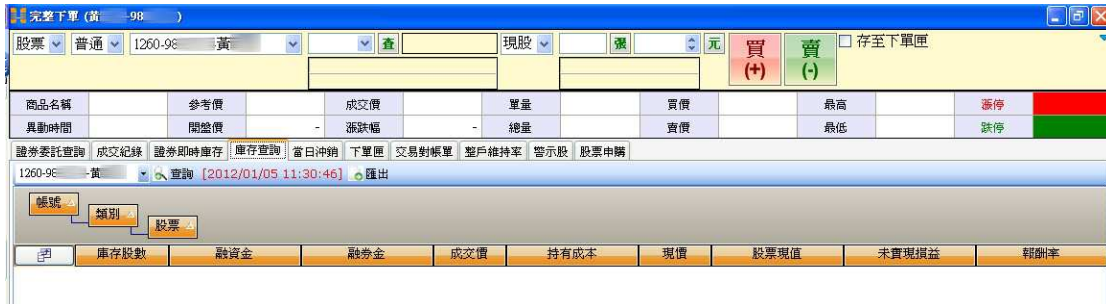 完整下單 (黃 -98 )
股票 普通 1260-98 -黃 查 現股 張 元 買 (+) 賣 (-) 存至下單匣
商品名稱 參考價 成交價 單量 買價 最高 漲停
異動時間 開盤價 - 漲跌幅 - 總量 賣價 最低 跌停
證券委託查詢 成交紀錄 證券即時庫存 庫存查詢 當日沖銷 下單匣 交易對帳單 整戶維持率 警示股 股票申購
1260-98 -黃 查詢 [2012/01/05 11:30:46] 匯出
帳號
類別
股票
庫存股數 融資金 融券金 成交價 持有成本 現價 股票現值 未實現損益 報酬率